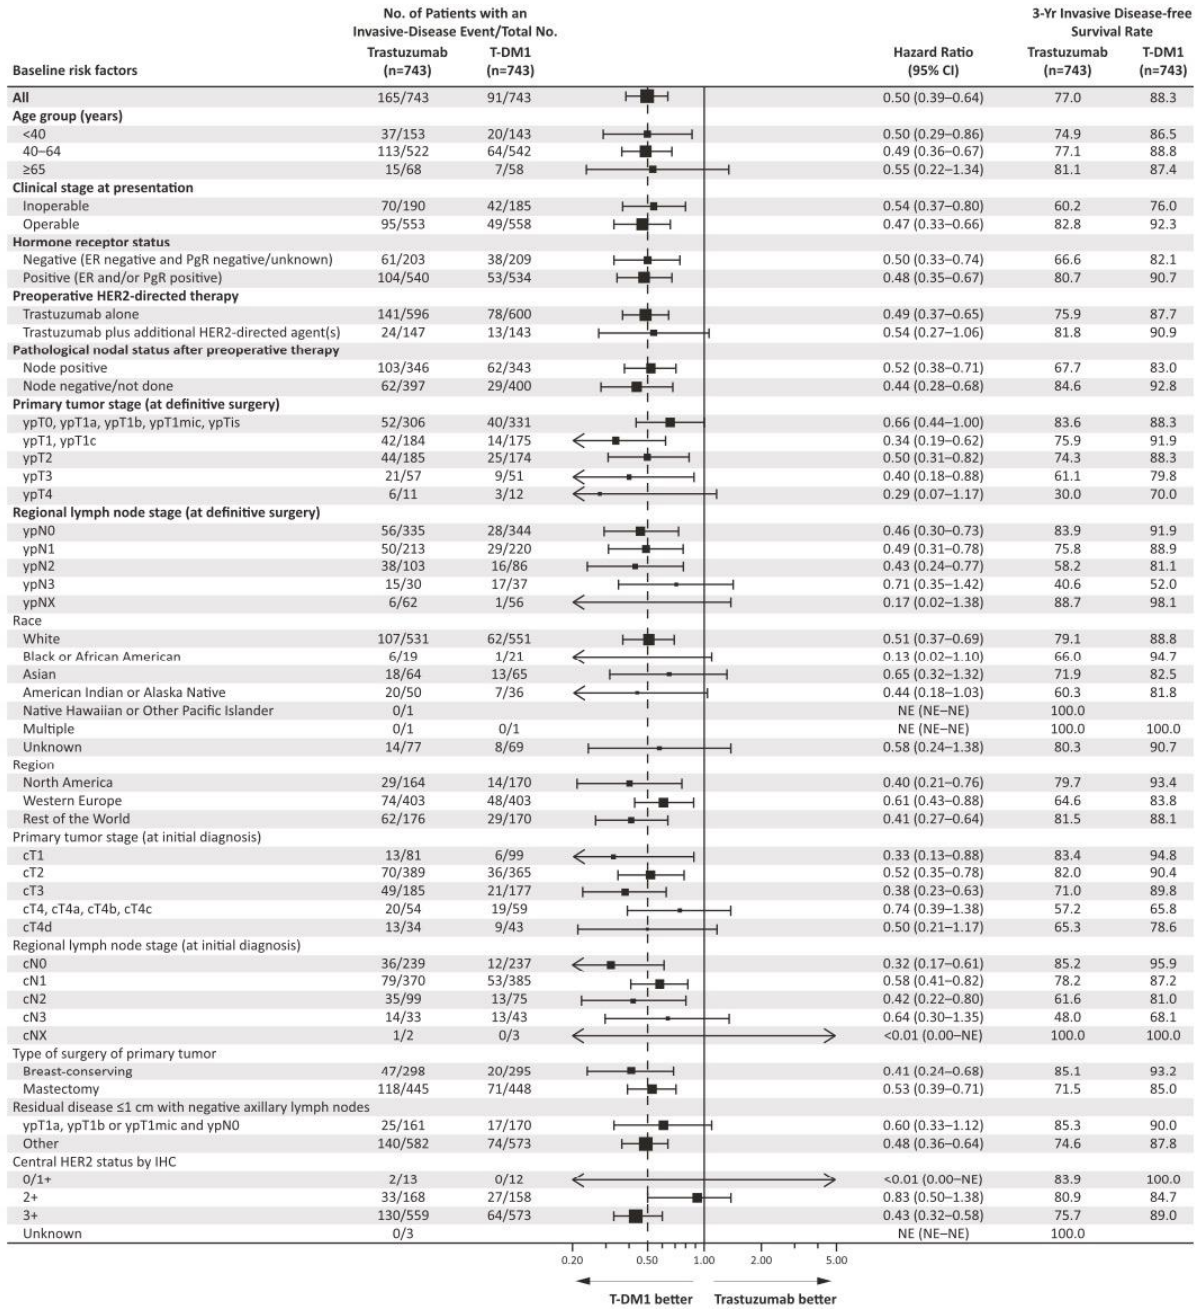 No. of Patients with an Invasive-Disease Event/Total No. 3-Yr Invasive Disease-free Survival Rate
Baseline risk factors Trastuzumab (n=743) T-DM1 (n=743) Hazard Ratio (95% CI) Trastuzumab (n=743) T-DM1 (n=743)
All 165/743 91/743 0.50 (0.39–0.64) 77.0 88.3
Age group (years)
<40 37/153 20/143 0.50 (0.29–0.86) 74.9 86.5
40–64 113/522 64/542 0.49 (0.36–0.67) 77.1 88.8
≥65 15/68 7/58 0.55 (0.22–1.34) 81.1 87.4
Clinical stage at presentation
Inoperable 70/190 42/185 0.54 (0.37–0.80) 60.2 76.0
Operable 95/553 49/558 0.47 (0.33–0.66) 82.8 92.3
Hormone receptor status
Negative (ER negative and PgR negative/unknown) 61/203 38/209 0.50 (0.33–0.74) 66.6 82.1
Positive (ER and/or PgR positive) 104/540 53/534 0.48 (0.35–0.67) 80.7 90.7
Preoperative HER2-directed therapy
Trastuzumab alone 141/596 78/600 0.49 (0.37–0.65) 75.9 87.7
Trastuzumab plus additional HER2-directed agent(s) 24/147 13/143 0.54 (0.27–1.06) 81.8 90.9
Pathological nodal status after preoperative therapy
Node positive 103/346 62/343 0.52 (0.38–0.71) 67.7 83.0
Node negative/not done 62/397 29/400 0.44 (0.28–0.68) 84.6 92.8
Primary tumor stage (at definitive surgery)
ypT0, ypT1a, ypT1b, ypT1mic, ypTis 52/306 40/331 0.66 (0.44–1.00) 83.6 88.3
ypT1, ypT1c 42/184 14/175 0.34 (0.19–0.62) 75.9 91.9
ypT2 44/185 25/174 0.50 (0.31–0.82) 74.3 88.3
ypT3 21/57 9/51 0.40 (0.18–0.88) 61.1 79.8
ypT4 6/11 3/12 0.29 (0.07–1.17) 30.0 70.0
Regional lymph node stage (at definitive surgery)
ypN0 56/335 28/344 0.46 (0.30–0.73) 83.9 91.9
ypN1 50/213 29/220 0.49 (0.31–0.78) 75.8 88.9
ypN2 38/103 16/86 0.43 (0.24–0.77) 58.2 81.1
ypN3 15/30 17/37 0.71 (0.35–1.42) 40.6 52.0
ypNX 6/62 1/56 0.17 (0.02–1.38) 88.7 98.1
Race
White 107/531 62/551 0.51 (0.37–0.69) 79.1 88.8
Black or African American 6/19 1/21 0.13 (0.02–1.10) 66.0 94.7
Asian 18/64 13/65 0.65 (0.32–1.32) 71.9 82.5
American Indian or Alaska Native 20/50 7/36 0.44 (0.18–1.03) 60.3 81.8
Native Hawaiian or Other Pacific Islander 0/1 NE (NE–NE) 100.0
Multiple 0/1 0/1 NE (NE–NE) 100.0 100.0
Unknown 14/77 8/69 0.58 (0.24–1.38) 80.3 90.7
Region
North America 29/164 14/170 0.40 (0.21–0.76) 79.7 93.4
Western Europe 74/403 48/403 0.61 (0.43–0.88) 64.6 83.8
Rest of the World 62/176 29/170 0.41 (0.27–0.64) 81.5 88.1
Primary tumor stage (at initial diagnosis)
cT1 13/81 6/99 0.33 (0.13–0.88) 83.4 94.8
cT2 70/389 36/365 0.52 (0.35–0.78) 82.0 90.4
cT3 49/185 21/177 0.38 (0.23–0.63) 71.0 89.8
cT4, cT4a, cT4b, cT4c 20/54 19/59 0.74 (0.39–1.38) 57.2 65.8
cT4d 13/34 9/43 0.50 (0.21–1.17) 65.3 78.6
Regional lymph node stage (at initial diagnosis)
cN0 36/239 12/237 0.32 (0.17–0.61) 85.2 95.9
cN1 79/370 53/385 0.58 (0.41–0.82) 78.2 87.2
cN2 35/99 13/75 0.42 (0.22–0.80) 61.6 81.0
cN3 14/33 13/43 0.64 (0.30–1.35) 48.0 68.1
cNX 1/2 0/3 <0.01 (0.00–NE) 100.0 100.0
Type of surgery of primary tumor
Breast-conserving 47/298 20/295 0.41 (0.24–0.68) 85.1 93.2
Mastectomy 118/445 71/448 0.53 (0.39–0.71) 71.5 85.0
Residual disease ≤1 cm with negative axillary lymph nodes
ypT1a, ypT1b or ypT1mic and ypN0 25/161 17/170 0.60 (0.33–1.12) 85.3 90.0
Other 140/582 74/573 0.48 (0.36–0.64) 74.6 87.8
Central HER2 status by IHC
0/1+ 2/13 0/12 <0.01 (0.00–NE) 83.9 100.0
2+ 33/168 27/158 0.83 (0.50–1.38) 80.9 84.7
3+ 130/559 64/573 0.43 (0.32–0.58) 75.7 89.0
Unknown 0/3 NE (NE–NE) 100.0
0.20 0.50 1.00 2.00 5.00
T-DM1 better Trastuzumab better